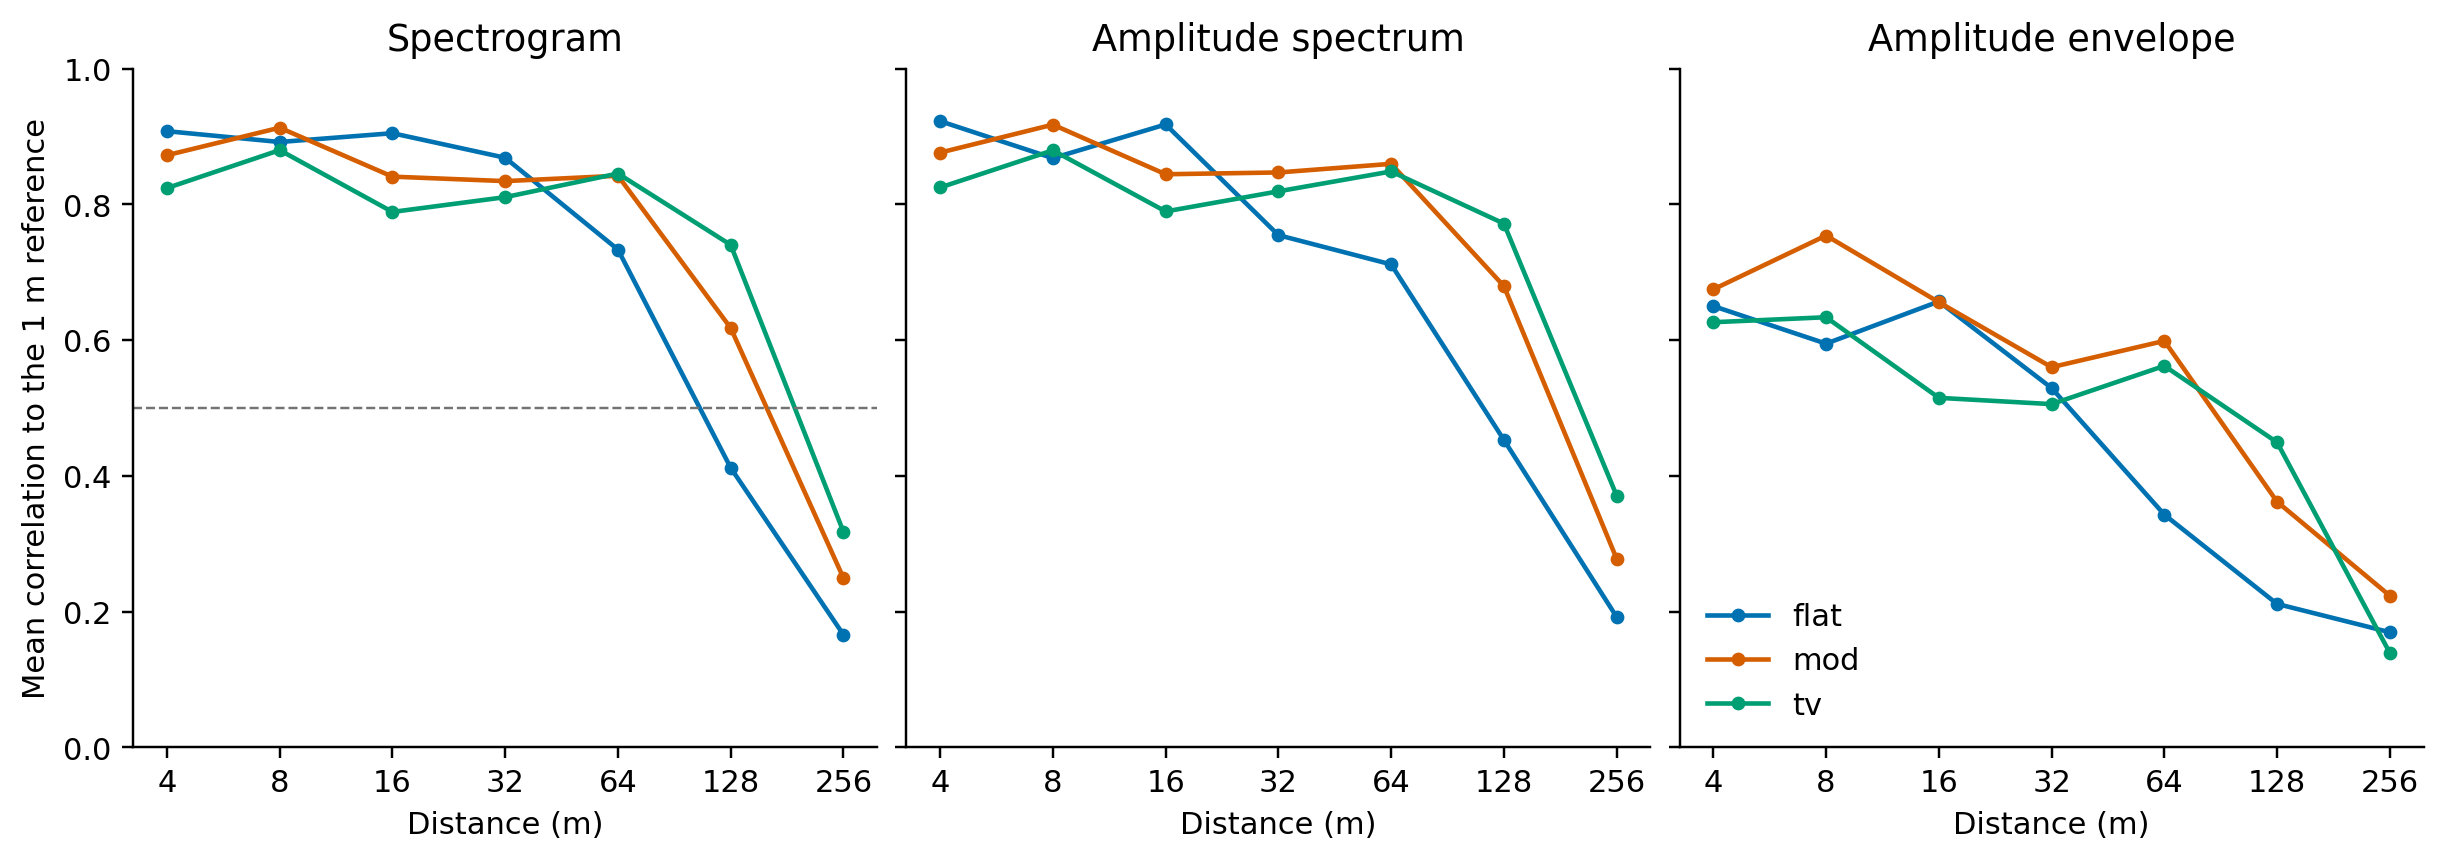 Spectrogram
Amplitude spectrum
Amplitude envelope
Mean correlation to the 1 m reference
1.0
0.8
0.6
0.4
0.2
0.0
4 8 16 32 64 128 256
4 8 16 32 64 128 256
4 8 16 32 64 128 256
Distance (m)
Distance (m)
Distance (m)
flat
mod
tv